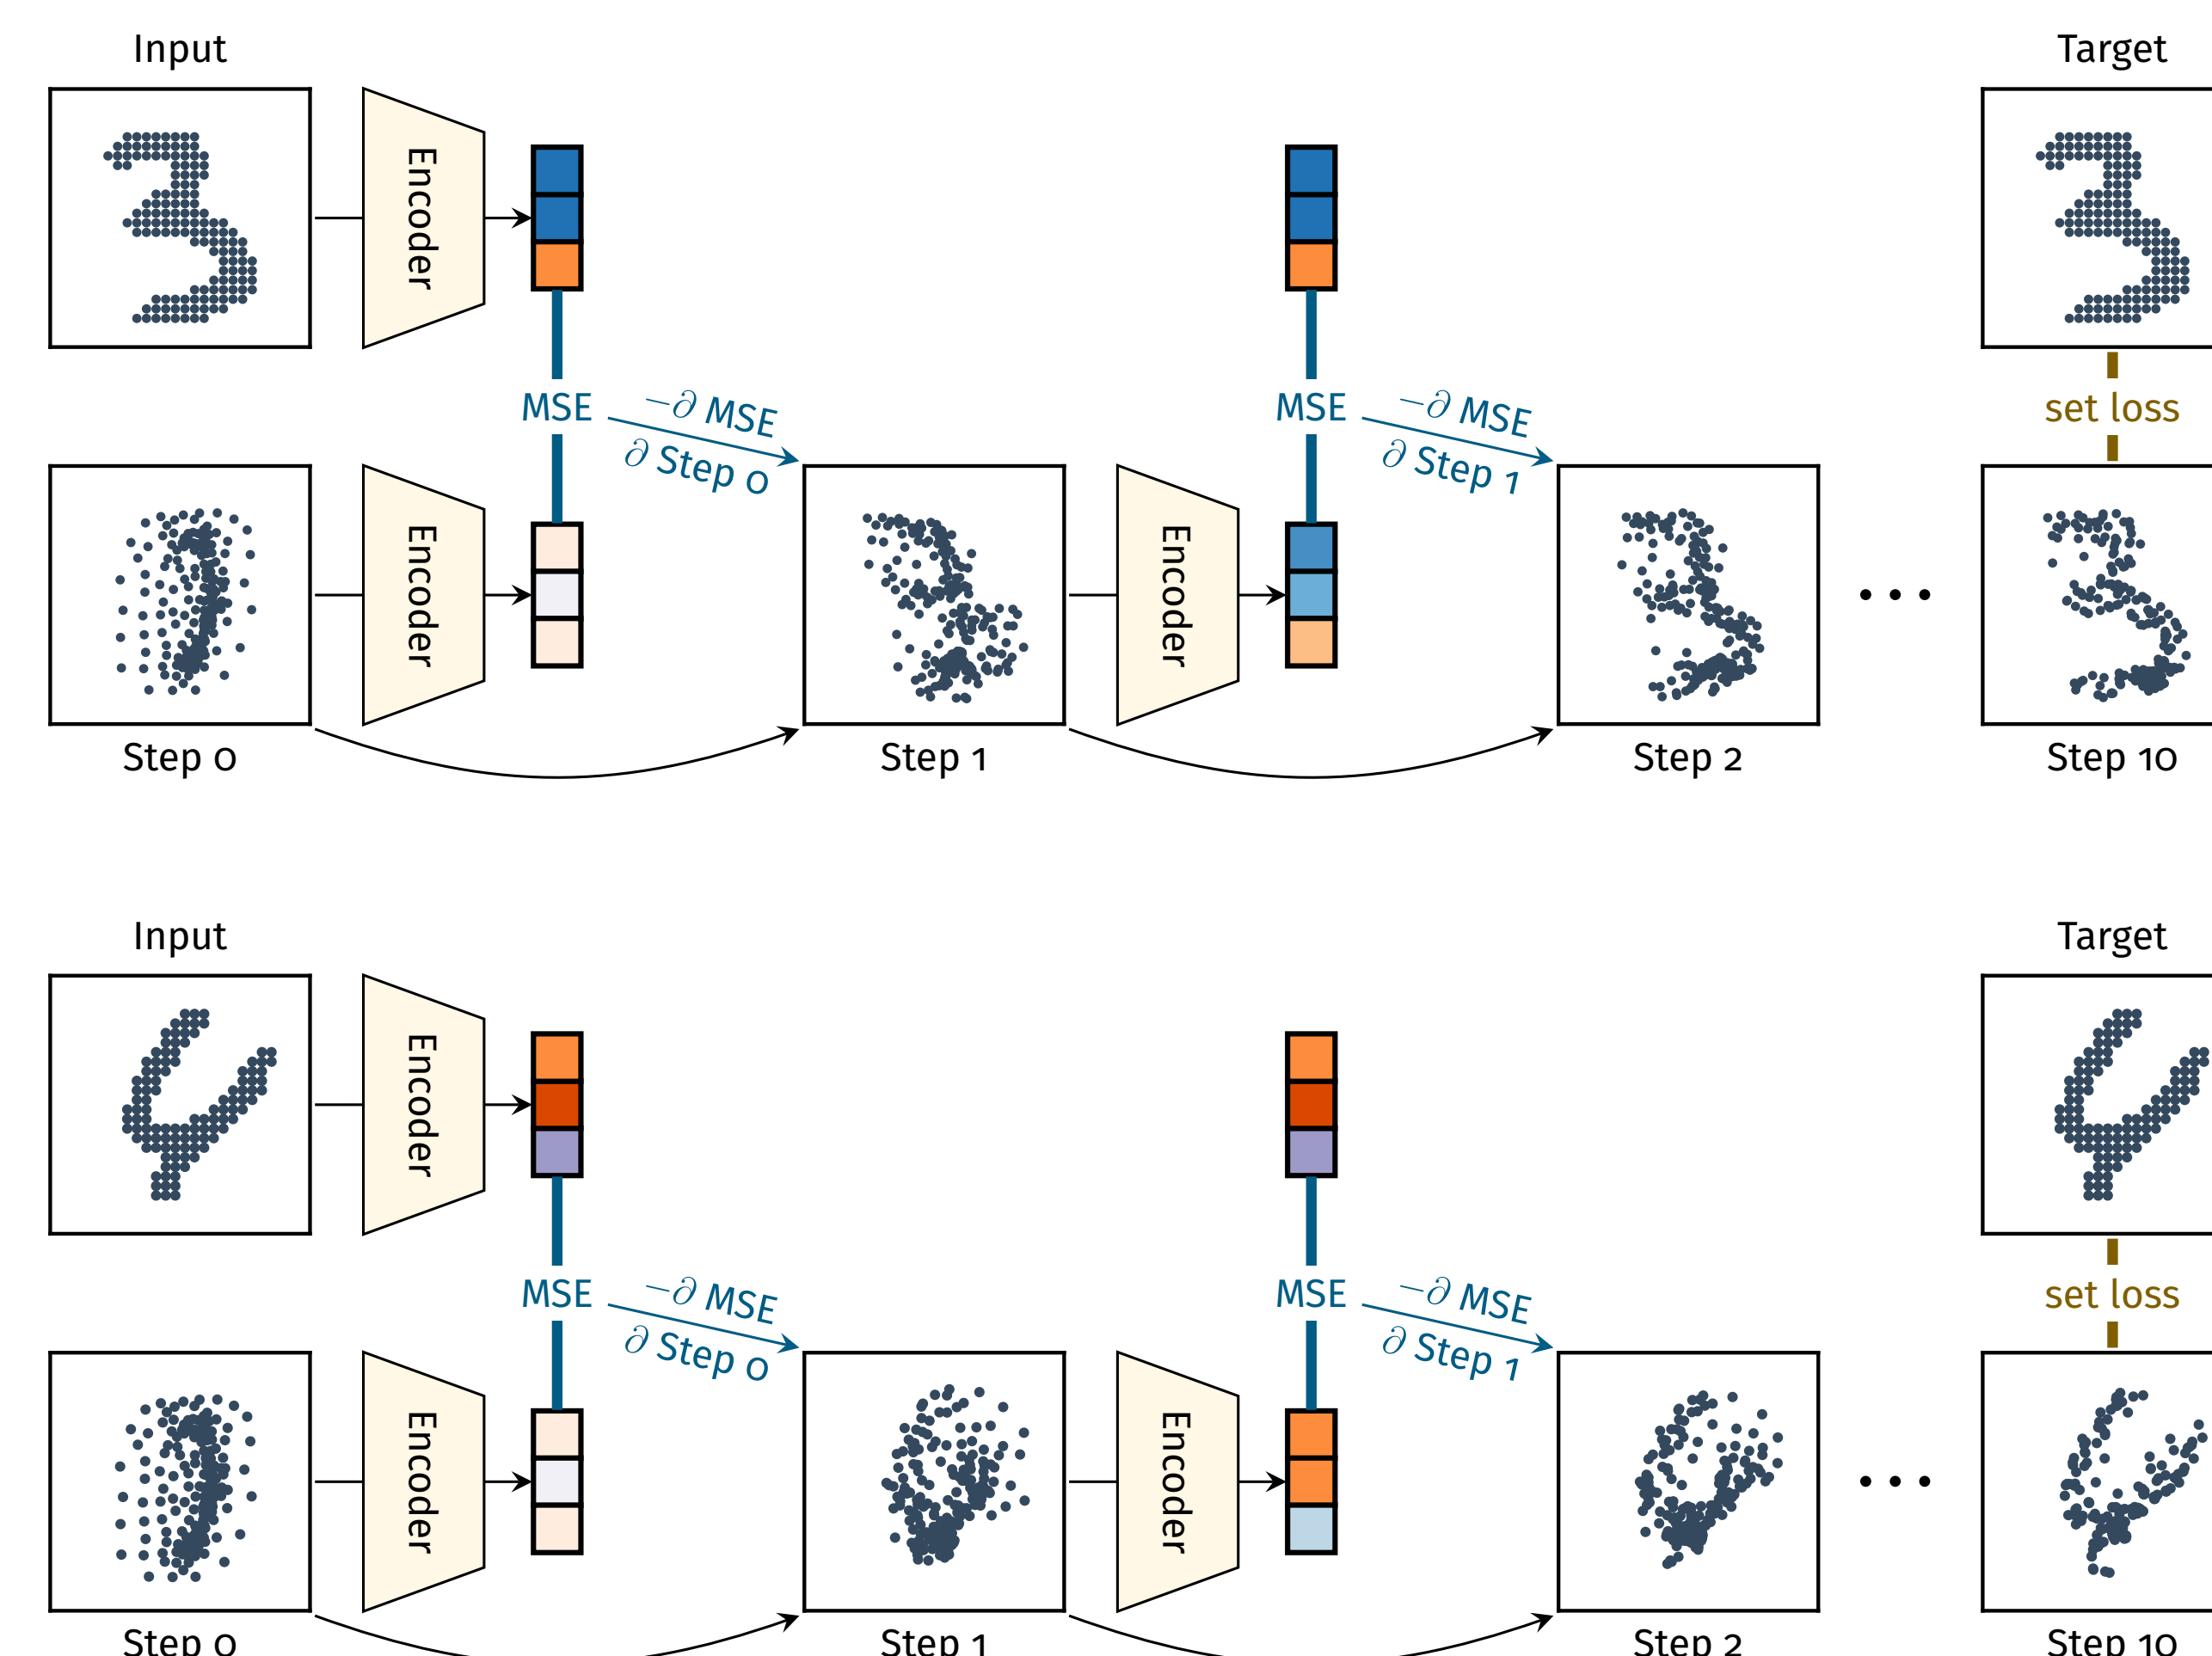 Input
Target
Encoder
MSE
−∂ MSE
∂ Step 0
MSE
−∂ MSE
∂ Step 1
set loss
Encoder
Encoder
Step 0
Step 1
Step 2
Step 10
Input
Target
Encoder
MSE
−∂ MSE
∂ Step 0
MSE
−∂ MSE
∂ Step 1
set loss
Encoder
Encoder
Step 0
Step 1
Step 2
Step 10